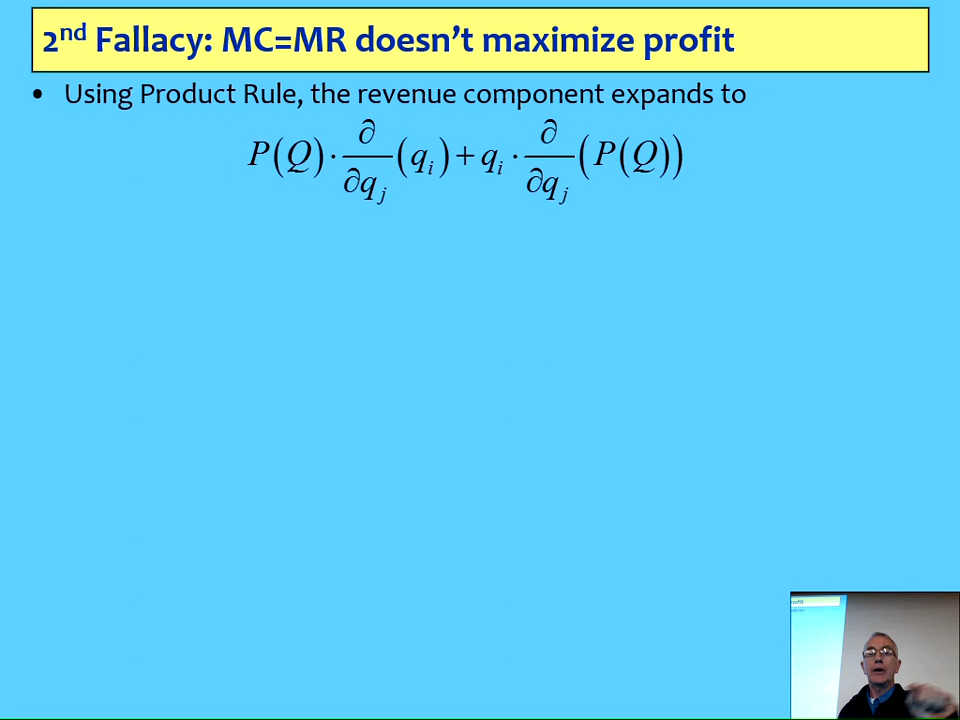 2nd Fallacy: MC=MR doesn’t maximize profit
• Using Product Rule, the revenue component expands to
P(Q)·∂/∂q_j(q_i)+q_i·∂/∂q_j(P(Q))